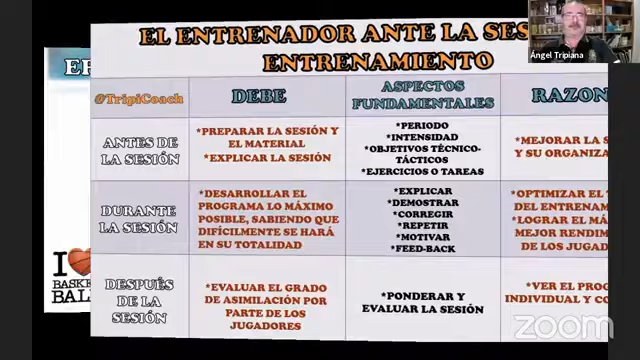 EL ENTRENADOR ANTE LA SES
ENTRENAMIENTO
@TripiCoach
DEBE
ASPECTOS
FUNDAMENTALES
RAZON
ANTES DE
LA SESIÓN
*PREPARAR LA SESIÓN Y
EL MATERIAL
*EXPLICAR LA SESIÓN
*PERIODO
*INTENSIDAD
*OBJETIVOS TÉCNICO-
TÁCTICOS
*EJERCICIOS O TAREAS
*MEJORAR LA S
Y SU ORGANIZA
DURANTE
LA SESIÓN
*DESARROLLAR EL
PROGRAMA LO MÁXIMO
POSIBLE, SABIENDO QUE
DIFÍCILMENTE SE HARÁ
EN SU TOTALIDAD
*EXPLICAR
*DEMOSTRAR
*CORREGIR
*REPETIR
*MOTIVAR
*FEED-BACK
*OPTIMIZAR EL T
DEL ENTRENAM
*LOGRAR EL MÁ
MEJOR RENDIM
DE LOS JUGAD
DESPUÉS
DE LA
SESIÓN
*EVALUAR EL GRADO
DE ASIMILACIÓN POR
PARTE DE LOS
JUGADORES
*PONDERAR Y
EVALUAR LA SESIÓN
*VER EL PROG
INDIVIDUAL Y CO
I
BASKE
BALL
Ángel Tripiana
zoom